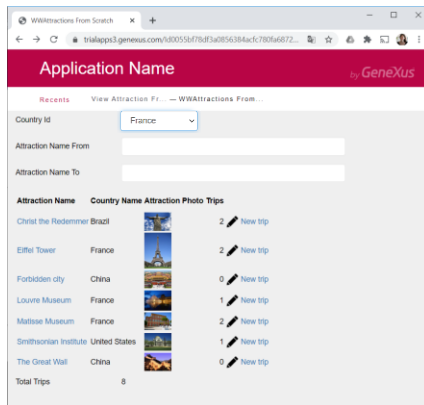 WWAttractions From Scratch
trialapps3.genexus.com/Id0055bf78df3a0856384acfc780fa6872...
Application Name
by GeneXus
Recents View Attraction Fr... — WWAttractions From...
Country Id France
Attraction Name From
Attraction Name To
Attraction Name Country Name Attraction Photo Trips
Christ the Redemmer Brazil 2 New trip
Eiffel Tower France 2 New trip
Forbidden city China 0 New trip
Louvre Museum France 1 New trip
Matisse Museum France 2 New trip
Smithsonian Institute United States 1 New trip
The Great Wall China 0 New trip
Total Trips 8